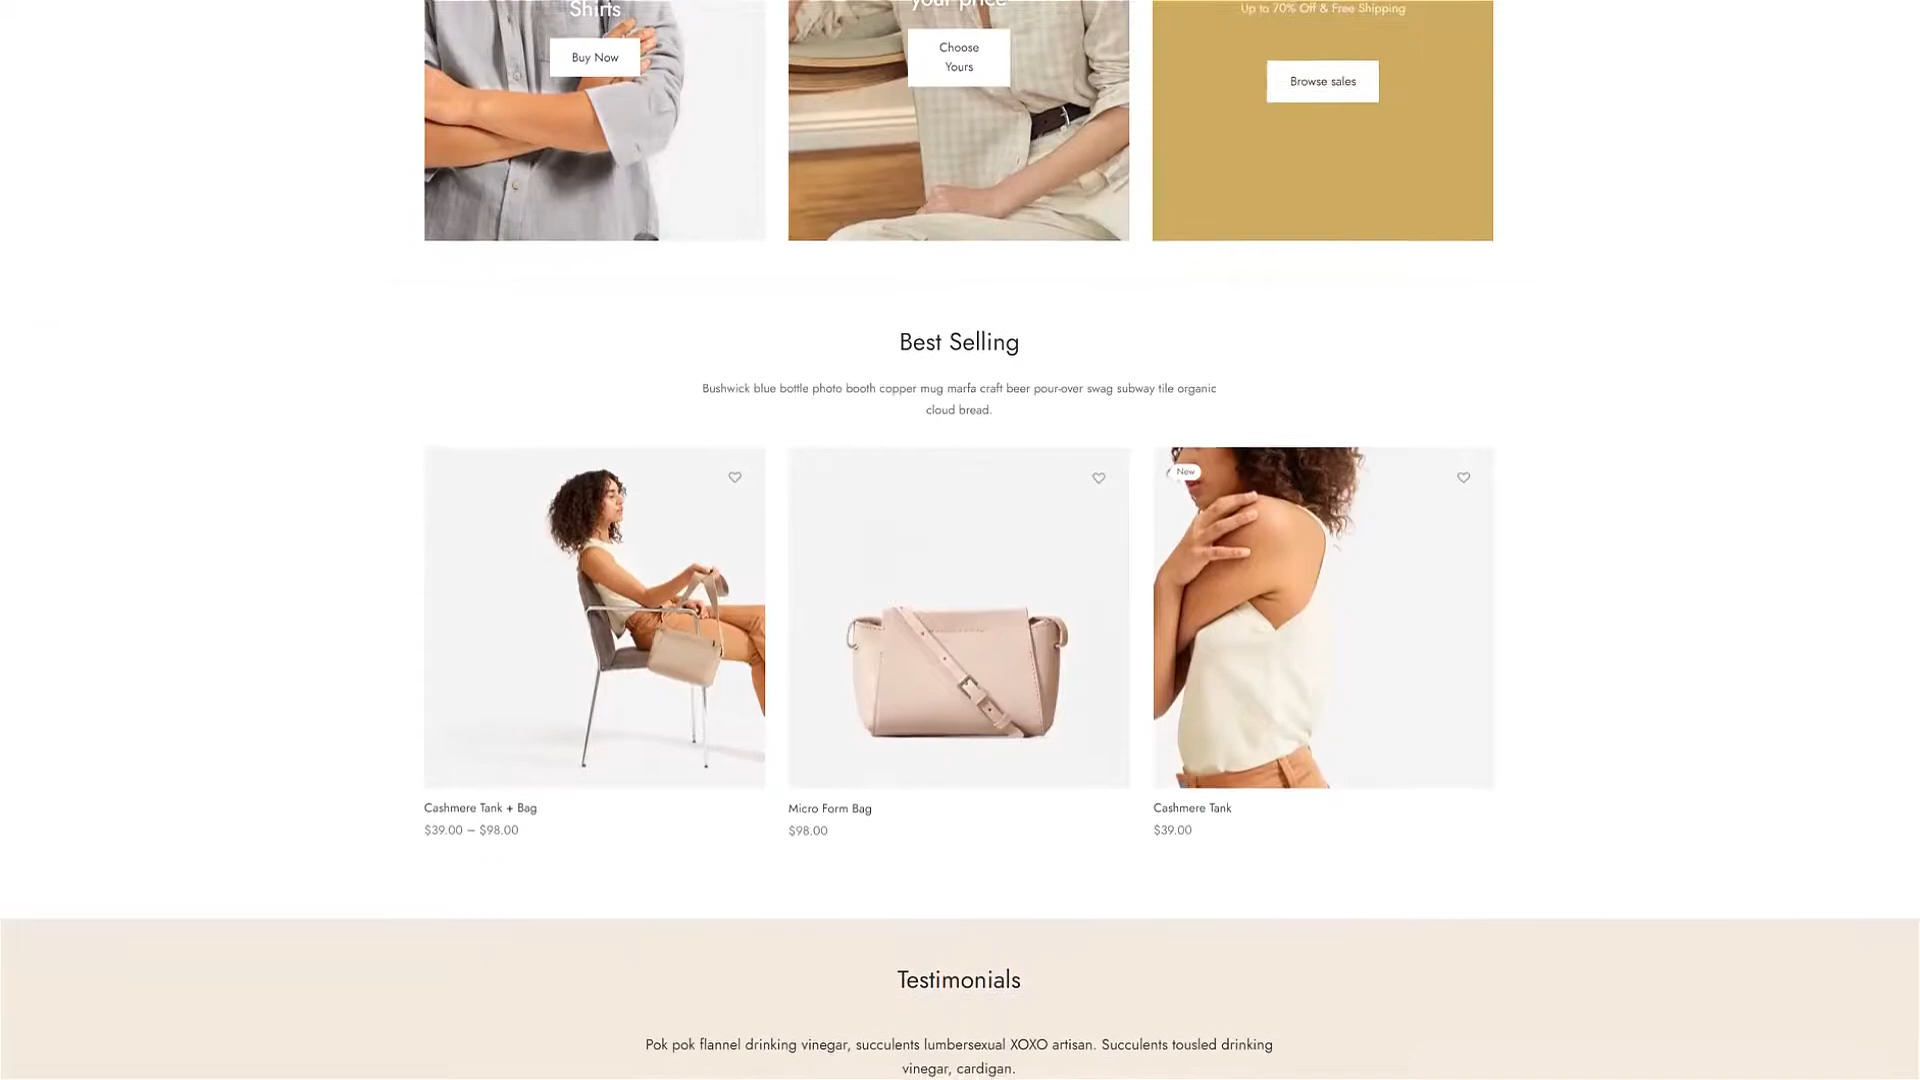 Shirts
your price
Up to 70% Off & Free Shipping
Buy Now
Choose
Yours
Browse sales
Best Selling
Bushwick blue bottle photo booth copper mug marfa craft beer pour-over swag subway tile organic
cloud bread.
New
Cashmere Tank + Bag
$39.00 – $98.00
Micro Form Bag
$98.00
Cashmere Tank
$39.00
Testimonials
Pok pok flannel drinking vinegar, succulents lumbersexual XOXO artisan. Succulents tousled drinking
vinegar, cardigan.